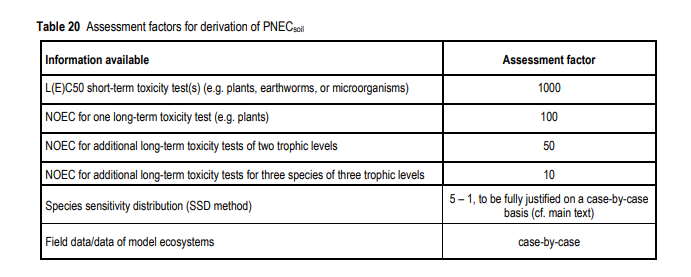 Table 20 Assessment factors for derivation of PNECsoil
Information available Assessment factor
L(E)C50 short-term toxicity test(s) (e.g. plants, earthworms, or microorganisms) 1000
NOEC for one long-term toxicity test (e.g. plants) 100
NOEC for additional long-term toxicity tests of two trophic levels 50
NOEC for additional long-term toxicity tests for three species of three trophic levels 10
Species sensitivity distribution (SSD method) 5 – 1, to be fully justified on a case-by-case
basis (cf. main text)
Field data/data of model ecosystems case-by-case